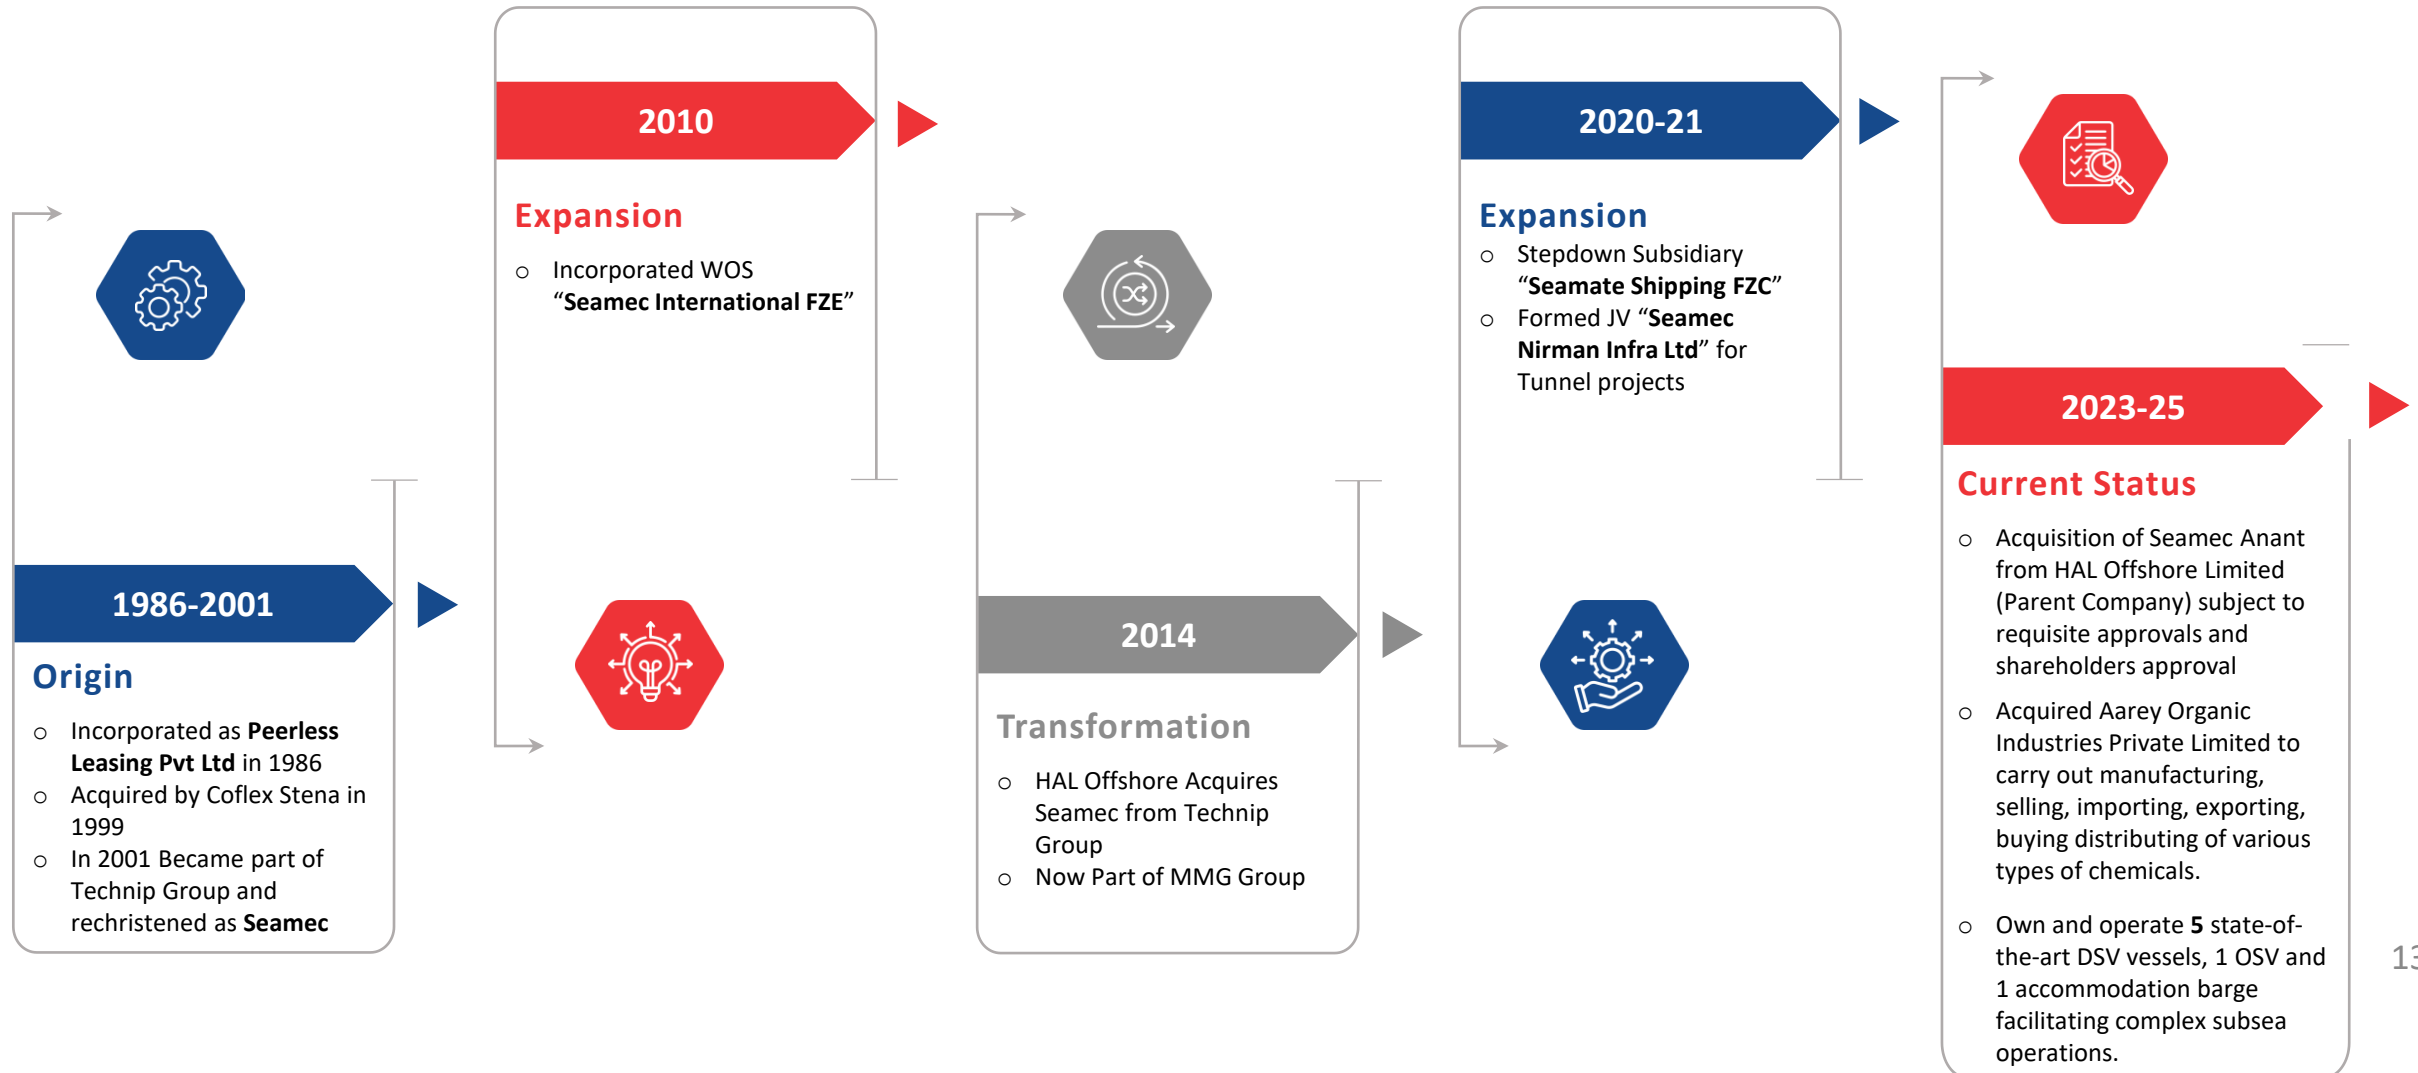 1986-2001
Origin
o Incorporated as Peerless
Leasing Pvt Ltd in 1986
o Acquired by Coflex Stena in
1999
o In 2001 Became part of
Technip Group and
rechristened as Seamec
2010
Expansion
o Incorporated WOS
“Seamec International FZE”
2014
Transformation
o HAL Offshore Acquires
Seamec from Technip
Group
o Now Part of MMG Group
2020-21
Expansion
o Stepdown Subsidiary
“Seamate Shipping FZC”
o Formed JV “Seamec
Nirman Infra Ltd” for
Tunnel projects
2023-25
Current Status
o Acquisition of Seamec Anant
from HAL Offshore Limited
(Parent Company) subject to
requisite approvals and
shareholders approval
o Acquired Aarey Organic
Industries Private Limited to
carry out manufacturing,
selling, importing, exporting,
buying distributing of various
types of chemicals.
o Own and operate 5 state-of-
the-art DSV vessels, 1 OSV and
1 accommodation barge
facilitating complex subsea
operations.
13